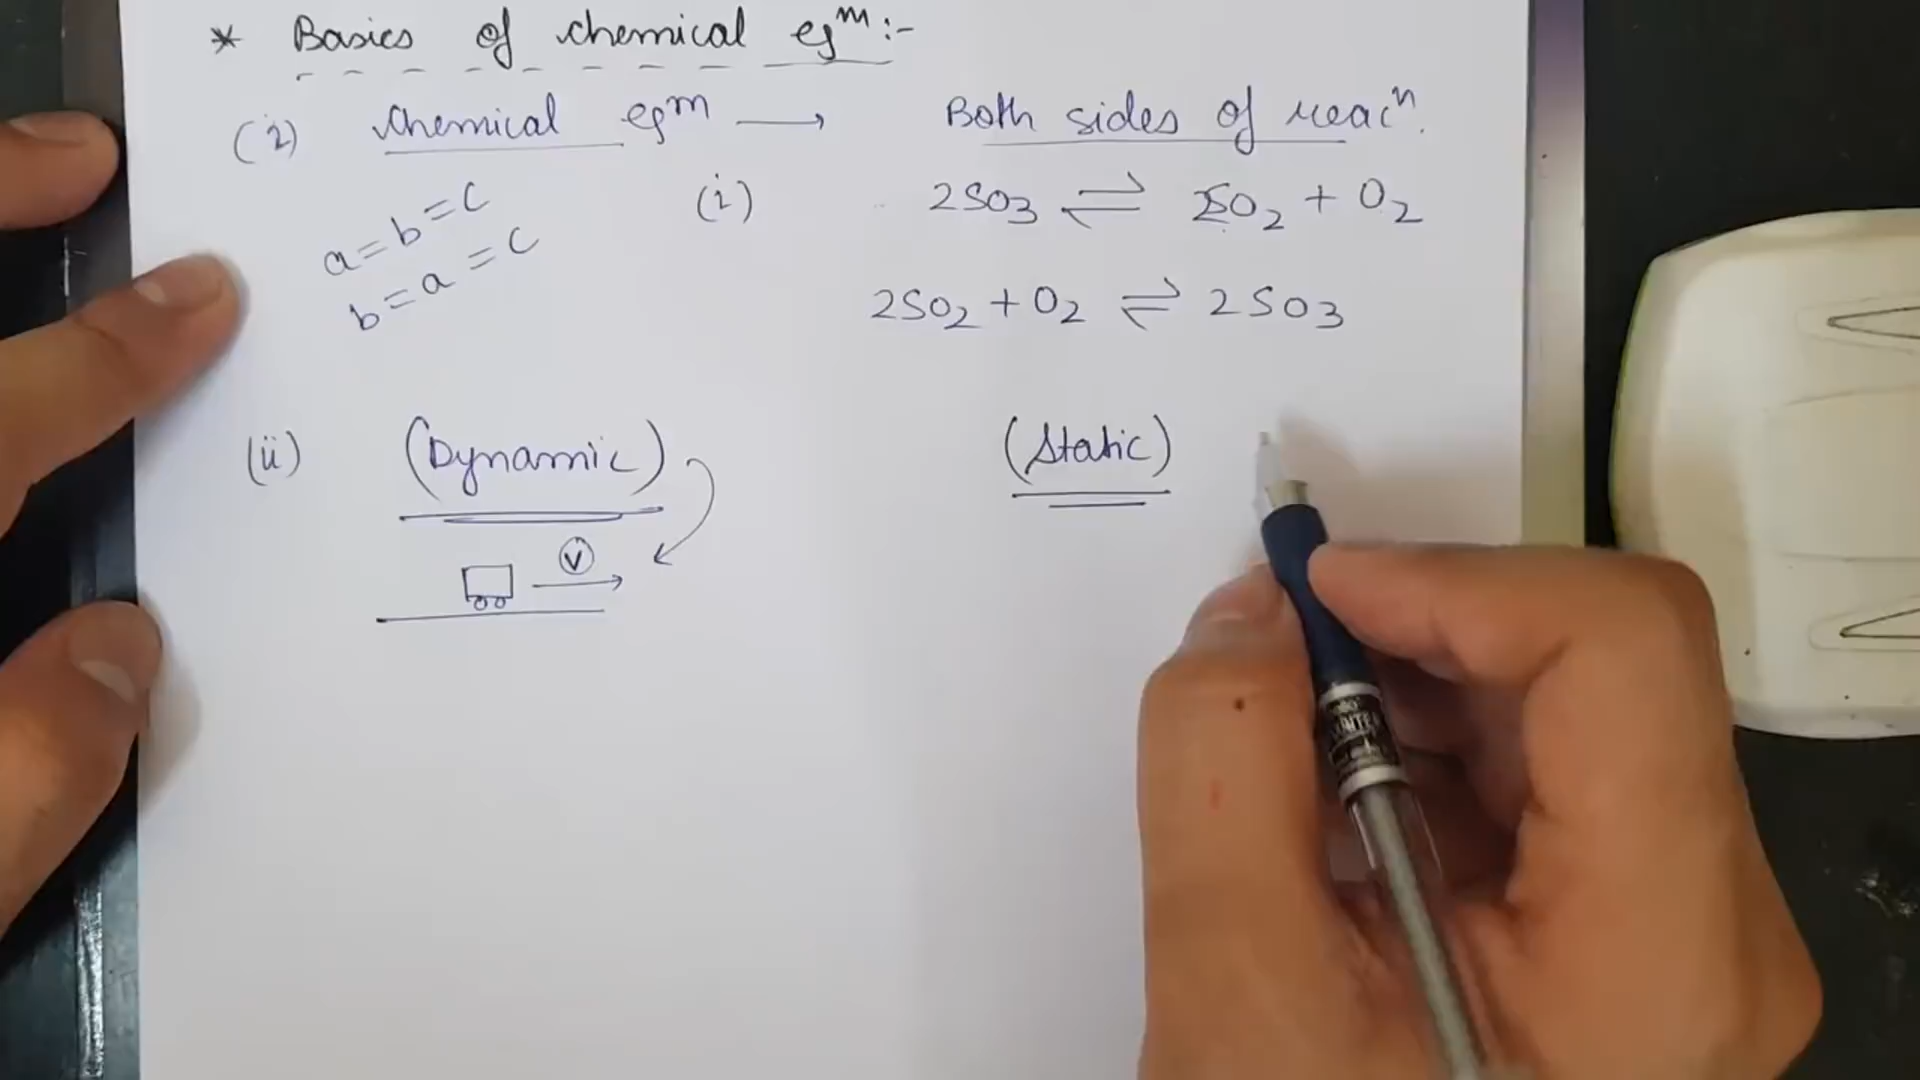 * Basics of chemical eqᵐ:-
(i) Chemical eqᵐ → Both sides of reacⁿ.
a = b = c
b = a = c
(i) 2SO3 ⇌ 2SO2 + O2
2SO2 + O2 ⇌ 2SO3
(ii) (Dynamic) (Static)
V